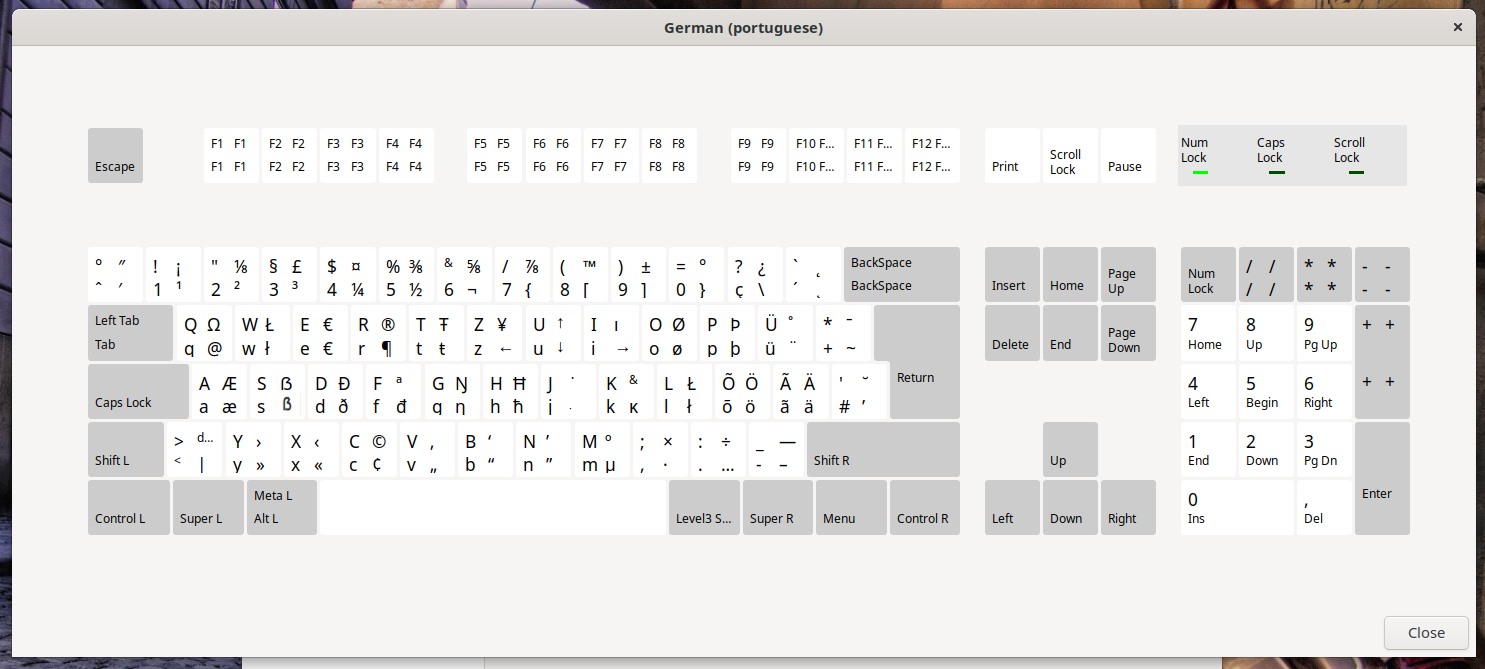 German (portuguese)
×
F1 F1 F2 F2 F3 F3 F4 F4 F5 F5 F6 F6 F7 F7 F8 F8 F9 F9 F10 F... F11 F... F12 F...
Escape F1 F1 F2 F2 F3 F3 F4 F4 F5 F5 F6 F6 F7 F7 F8 F8 F9 F9 F10 F... F11 F... F12 F... Print Scroll Lock Pause Num Lock Caps Lock Scroll Lock
° ″ ! ¡ " ⅛ § £ $ ¤ % ⅜ & ⅝ / ⅞ ( ™ ) ± = ° ? ¿ ` ˛ BackSpace
ˆ ′ 1 ¹ 2 ² 3 ³ 4 ¼ 5 ½ 6 ¬ 7 { 8 [ 9 ] 0 } ç \ ´ ¸ BackSpace Insert Home Page Up Num Lock
/ / * * - -
/ / * * - -
Left Tab Q Ω W Ł E € R ® T Ŧ Z ¥ U ↑ I ı O Ø P Þ Ü ° * ¯
Tab q @ w ł e € r ¶ t ŧ z ← u ↓ i → o ø p þ ü ¨ + ~ Return Delete End Page Down
7 8 9 + +
Home Up Pg Up
A Æ S ẞ D Ð F ª G Ŋ H Ħ J ˙ K & L Ł Õ Ö Ã Ä ' ˘
Caps Lock a æ s ß d ð f đ g ŋ h ħ j . k ĸ l ł õ ö ã ä # ′
4 5 6 + +
Left Begin Right
> d... Y › X ‹ C © V ‚ B ‘ N ’ M º ; × : ÷ _ —
Shift L < | y » x « c ¢ v „ b “ n ” m µ , · . … - – Shift R Up
1 2 3
End Down Pg Dn Enter
Meta L
Control L Super L Alt L Level3 S... Super R Menu Control R Left Down Right
0 ,
Ins Del
Close